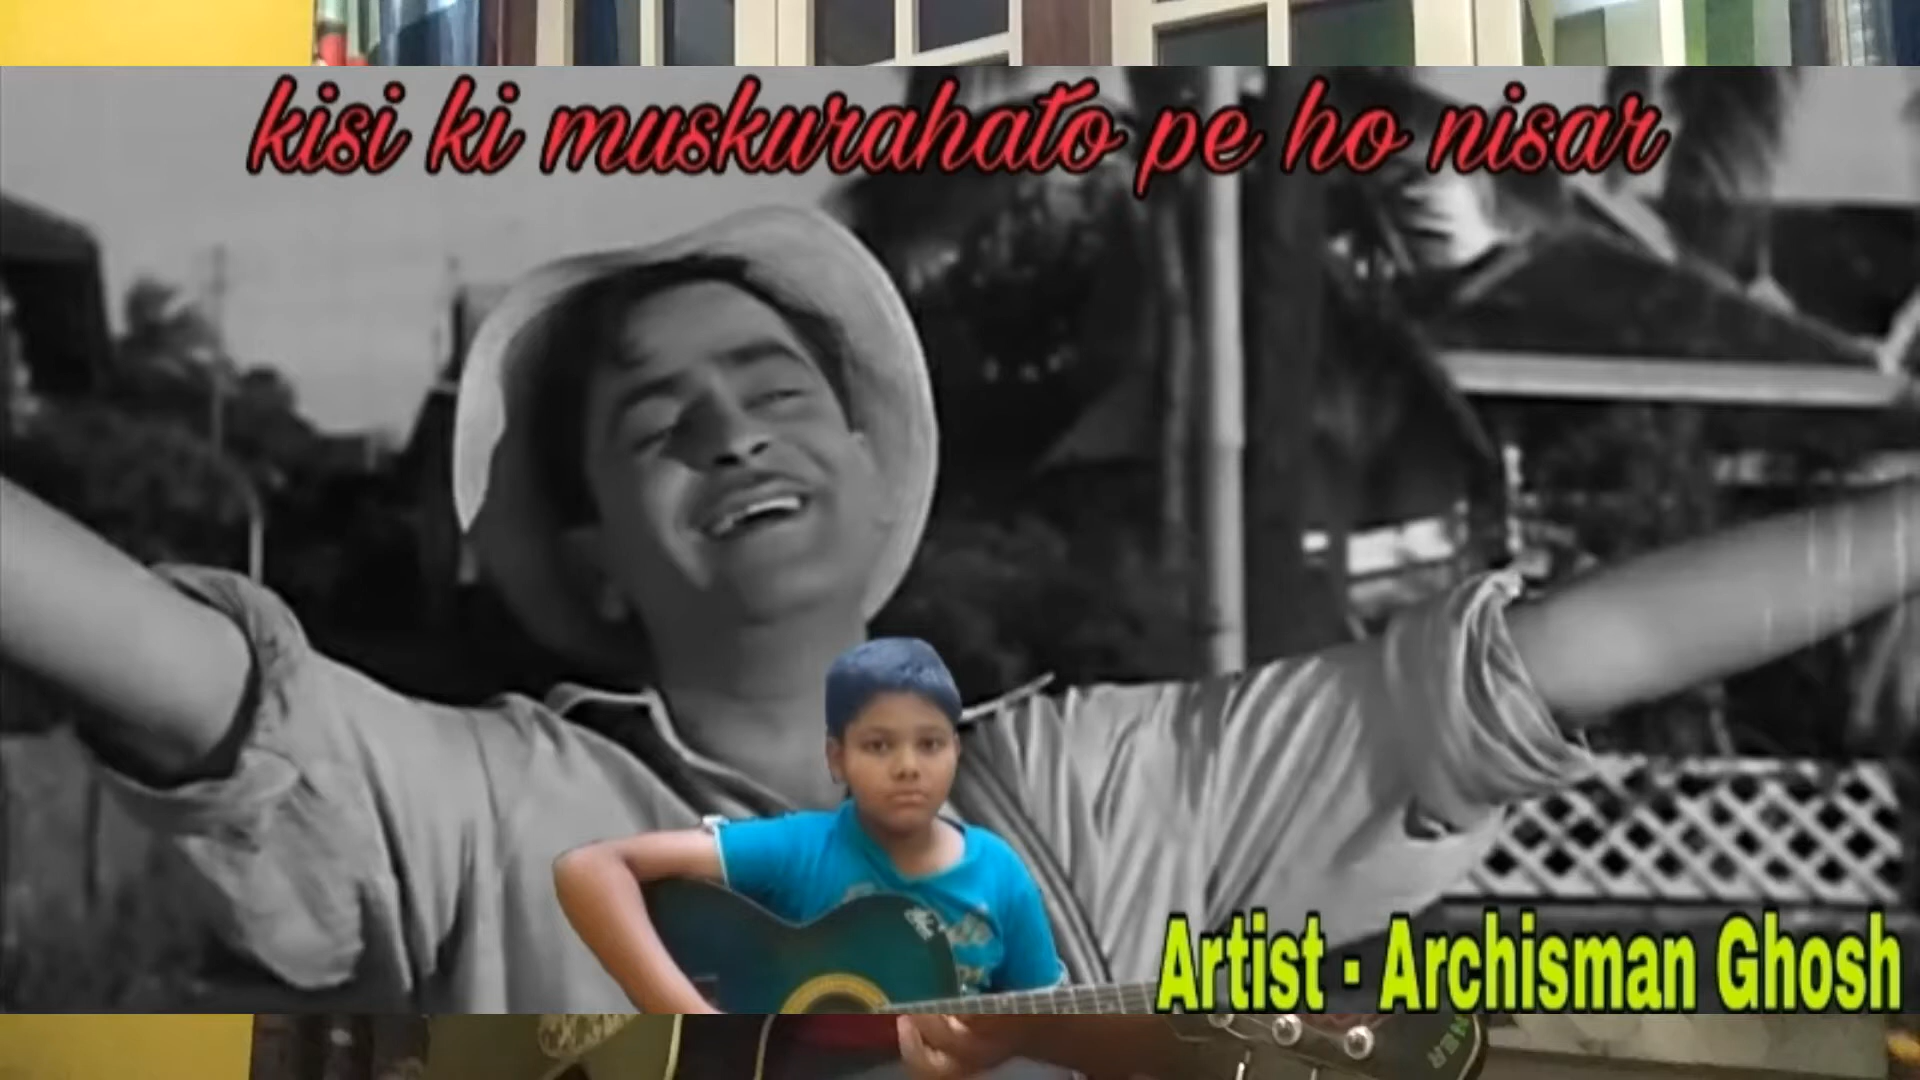 kisi ki muskurahato pe ho nisar
Artist - Archisman Ghosh